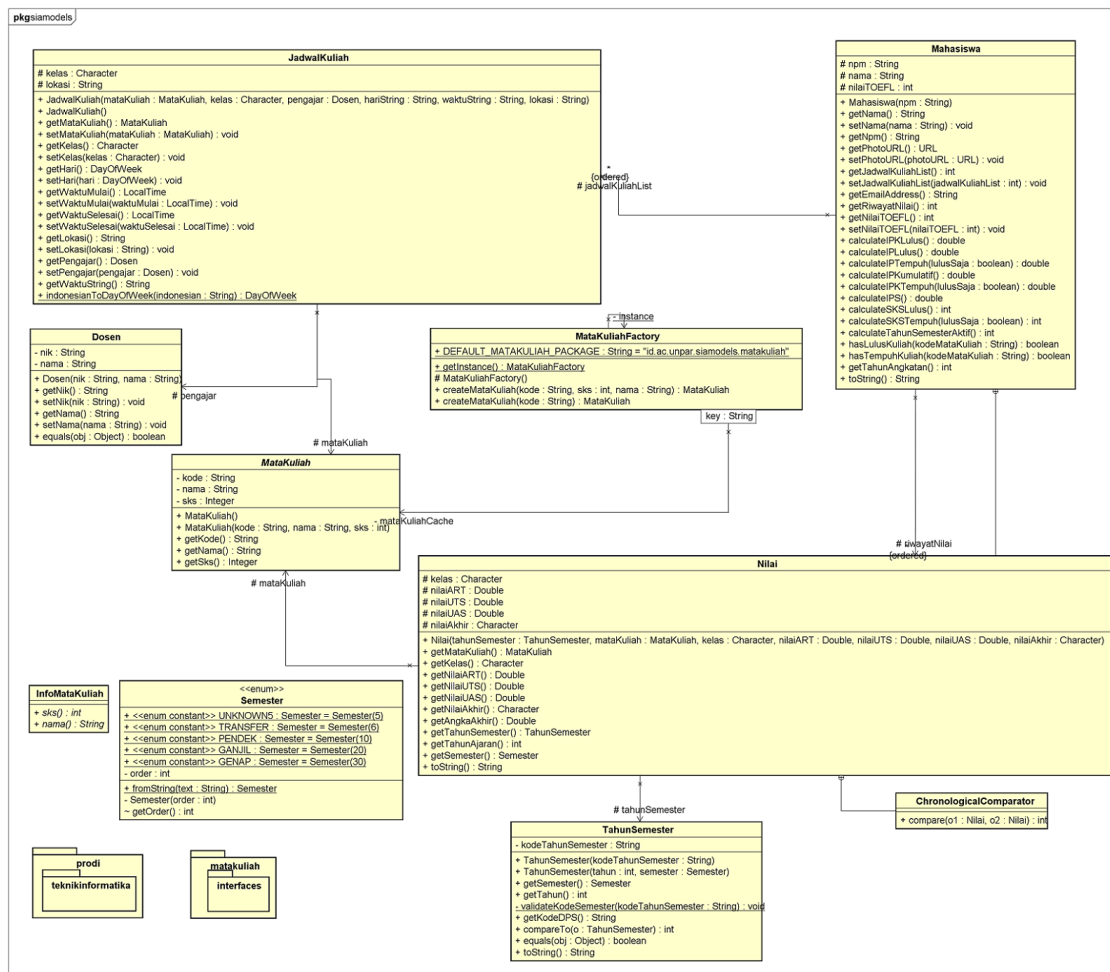 pkg siamodels
JadwalKuliah
# kelas : Character
# lokasi : String
+ JadwalKuliah(mataKuliah : MataKuliah, kelas : Character, pengajar : Dosen, hariString : String, waktuString : String, lokasi : String)
+ JadwalKuliah()
+ getMataKuliah() : MataKuliah
+ setMataKuliah(mataKuliah : MataKuliah) : void
+ getKelas() : Character
+ setKelas(kelas : Character) : void
+ getHari() : DayOfWeek
+ setHari(hari : DayOfWeek) : void
+ getWaktuMulai() : LocalTime
+ setWaktuMulai(waktuMulai : LocalTime) : void
+ getWaktuSelesai() : LocalTime
+ setWaktuSelesai(waktuSelesai : LocalTime) : void
+ getLokasi() : String
+ setLokasi(lokasi : String) : void
+ getPengajar() : Dosen
+ setPengajar(pengajar : Dosen) : void
+ getWaktuString() : String
+ indonesianToDayOfWeek(indonesian : String) : DayOfWeek
*
{ordered}
# jadwalKuliahList
Mahasiswa
# npm : String
# nama : String
# nilaiTOEFL : int
+ Mahasiswa(npm : String)
+ getNama() : String
+ setNama(nama : String) : void
+ getNpm() : String
+ getPhotoURL() : URL
+ setPhotoURL(photoURL : URL) : void
+ getJadwalKuliahList() : int
+ setJadwalKuliahList(jadwalKuliahList : int) : void
+ getEmailAddress() : String
+ getRiwayatNilai() : int
+ getNilaiTOEFL() : int
+ setNilaiTOEFL(nilaiTOEFL : int) : void
+ calculateIPKLulus() : double
+ calculateIPLulus() : double
+ calculateIPTempuh(lulusSaja : boolean) : double
+ calculateIPKumulatif() : double
+ calculateIPKTempuh(lulusSaja : boolean) : double
+ calculateIPS() : double
+ calculateSKSLulus() : int
+ calculateSKSTempuh(lulusSaja : boolean) : int
+ calculateTahunSemesterAktif() : int
+ hasLulusKuliah(kodeMataKuliah : String) : boolean
+ hasTempuhKuliah(kodeMataKuliah : String) : boolean
+ getTahunAngkatan() : int
+ toString() : String
Dosen
- nik : String
- nama : String
+ Dosen(nik : String, nama : String)
+ getNik() : String
+ setNik(nik : String) : void
+ getNama() : String
+ setNama(nama : String) : void
+ equals(obj : Object) : boolean
# pengajar
# mataKuliah
- instance
MataKuliahFactory
+ DEFAULT_MATAKULIAH_PACKAGE : String = "id.ac.unpar.siamodels.matakuliah"
+ getInstance() : MataKuliahFactory
# MataKuliahFactory()
+ createMataKuliah(kode : String, sks : int, nama : String) : MataKuliah
+ createMataKuliah(kode : String) : MataKuliah
key : String
MataKuliah
- kode : String
- nama : String
- sks : Integer
+ MataKuliah()
+ MataKuliah(kode : String, nama : String, sks : int)
+ getKode() : String
+ getNama() : String
+ getSks() : Integer
- mataKuliahCache
# mataKuliah
# riwayatNilai
{ordered}
Nilai
# kelas : Character
# nilaiART : Double
# nilaiUTS : Double
# nilaiUAS : Double
# nilaiAkhir : Character
+ Nilai(tahunSemester : TahunSemester, mataKuliah : MataKuliah, kelas : Character, nilaiART : Double, nilaiUTS : Double, nilaiUAS : Double, nilaiAkhir : Character)
+ getMataKuliah() : MataKuliah
+ getKelas() : Character
+ getNilaiART() : Double
+ getNilaiUTS() : Double
+ getNilaiUAS() : Double
+ getNilaiAkhir() : Character
+ getAngkaAkhir() : Double
+ getTahunSemester() : TahunSemester
+ getTahunAjaran() : int
+ getSemester() : Semester
+ toString() : String
InfoMataKuliah
+ sks() : int
+ nama() : String
<<enum>>
Semester
+ <<enum constant>> UNKNOWN5 : Semester = Semester(5)
+ <<enum constant>> TRANSFER : Semester = Semester(6)
+ <<enum constant>> PENDEK : Semester = Semester(10)
+ <<enum constant>> GANJIL : Semester = Semester(20)
+ <<enum constant>> GENAP : Semester = Semester(30)
- order : int
+ fromString(text : String) : Semester
- Semester(order : int)
~ getOrder() : int
# tahunSemester
ChronologicalComparator
+ compare(o1 : Nilai, o2 : Nilai) : int
TahunSemester
- kodeTahunSemester : String
+ TahunSemester(kodeTahunSemester : String)
+ TahunSemester(tahun : int, semester : Semester)
+ getSemester() : Semester
+ getTahun() : int
- validateKodeSemester(kodeTahunSemester : String) : void
+ getKodeDPS() : String
+ compareTo(o : TahunSemester) : int
+ equals(obj : Object) : boolean
+ toString() : String
prodi
teknikinformatika
matakuliah
interfaces